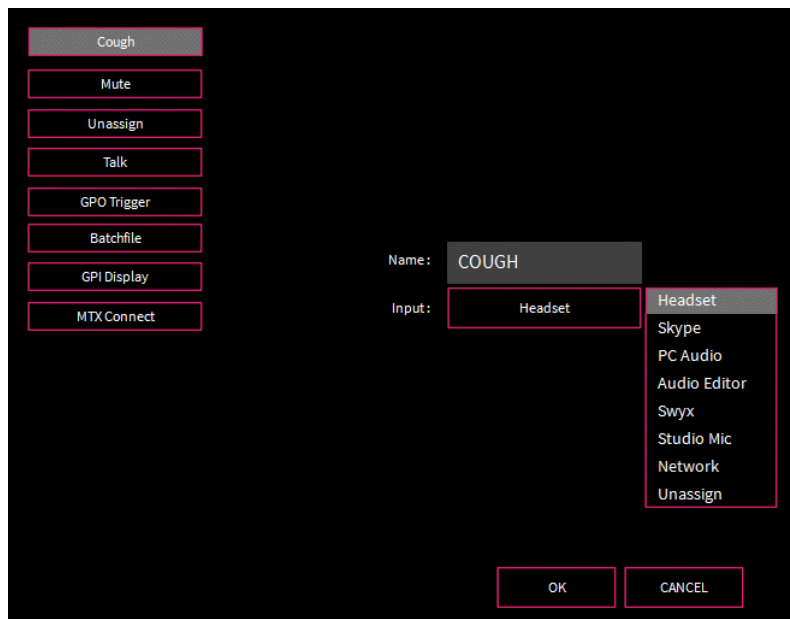 Cough
Mute
Unassign
Talk
GPO Trigger
Batchfile
GPI Display
MTX Connect
Name: COUGH
Input: Headset
Headset
Skype
PC Audio
Audio Editor
Swyx
Studio Mic
Network
Unassign
OK CANCEL